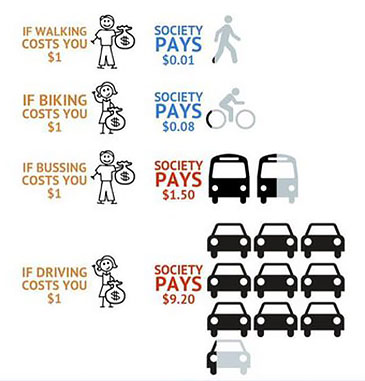 IF WALKING
COSTS YOU
$1
$
SOCIETY
PAYS
$0.01
IF BIKING
COSTS YOU
$1
$
SOCIETY
PAYS
$0.08
IF BUSSING
COSTS YOU
$1
$
SOCIETY
PAYS
$1.50
IF DRIVING
COSTS YOU
$1
$
SOCIETY
PAYS
$9.20